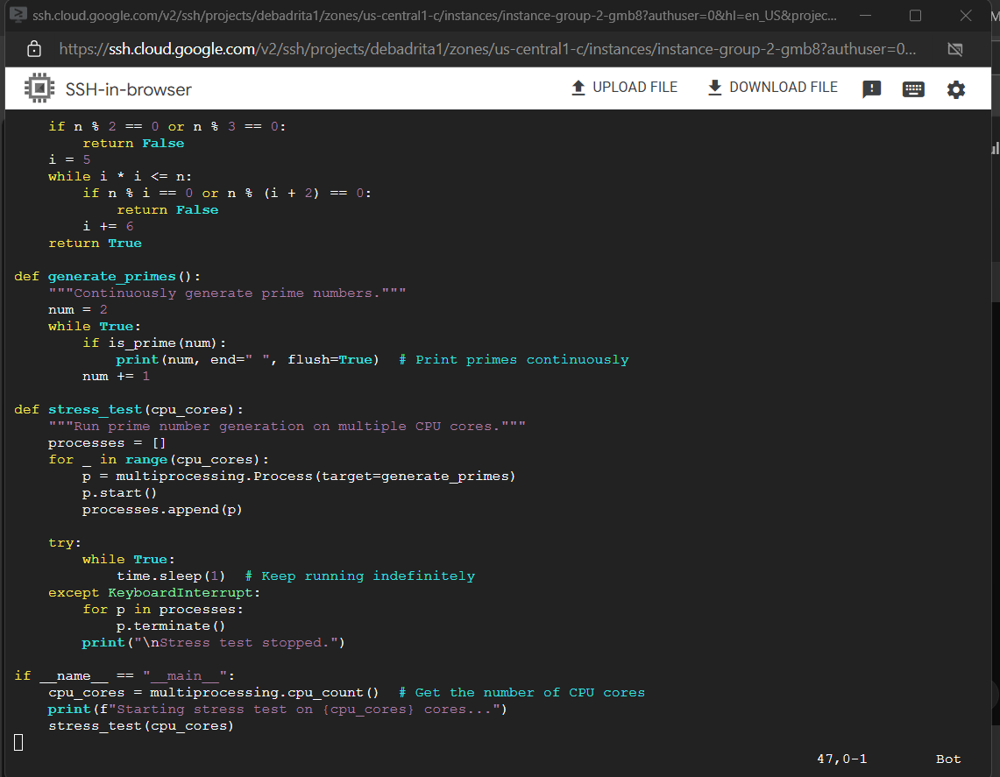 ssh.cloud.google.com/v2/ssh/projects/debadrita1/zones/us-central1-c/instances/instance-group-2-gmb8?authuser=0&hl=en_US&projec...
https://ssh.cloud.google.com/v2/ssh/projects/debadrita1/zones/us-central1-c/instances/instance-group-2-gmb8?authuser=0...
SSH-in-browser UPLOAD FILE DOWNLOAD FILE
    if n % 2 == 0 or n % 3 == 0:
        return False
    i = 5
    while i * i <= n:
        if n % i == 0 or n % (i + 2) == 0:
            return False
        i += 6
    return True
def generate_primes():
    """Continuously generate prime numbers."""
    num = 2
    while True:
        if is_prime(num):
            print(num, end=" ", flush=True)  # Print primes continuously
        num += 1
def stress_test(cpu_cores):
    """Run prime number generation on multiple CPU cores."""
    processes = []
    for _ in range(cpu_cores):
        p = multiprocessing.Process(target=generate_primes)
        p.start()
        processes.append(p)
    try:
        while True:
            time.sleep(1)  # Keep running indefinitely
    except KeyboardInterrupt:
        for p in processes:
            p.terminate()
        print("\nStress test stopped.")
if __name__ == "__main__":
    cpu_cores = multiprocessing.cpu_count()  # Get the number of CPU cores
    print(f"Starting stress test on {cpu_cores} cores...")
    stress_test(cpu_cores)
47,0-1 Bot